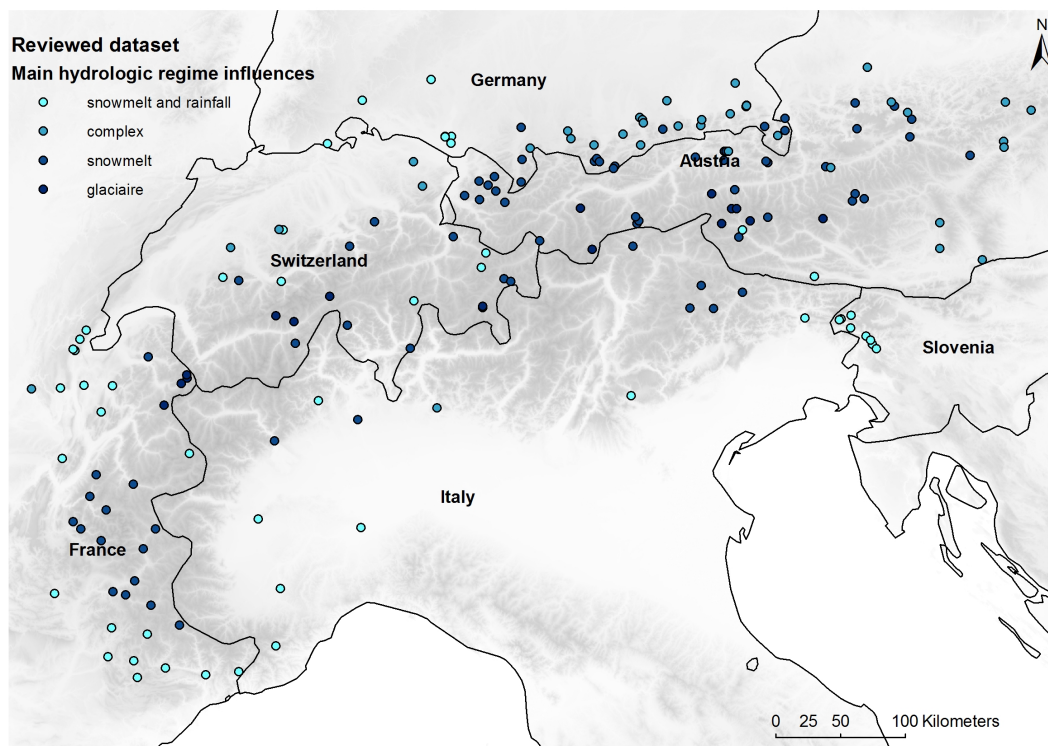 N
Reviewed dataset
Main hydrologic regime influences
snowmelt and rainfall
complex
snowmelt
glaciaire
Germany
Austria
Switzerland
Slovenia
Italy
France
0 25 50 100 Kilometers